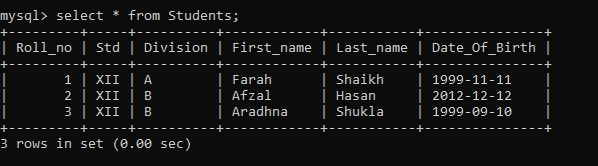 mysql> select * from Students;
+---------+-----+----------+------------+-----------+---------------+
| Roll_no | Std | Division | First_name | Last_name | Date_Of_Birth |
+---------+-----+----------+------------+-----------+---------------+
|       1 | XII | A        | Farah      | Shaikh    | 1999-11-11    |
|       2 | XII | B        | Afzal      | Hasan     | 2012-12-12    |
|       3 | XII | B        | Aradhna    | Shukla    | 1999-09-10    |
+---------+-----+----------+------------+-----------+---------------+
3 rows in set (0.00 sec)